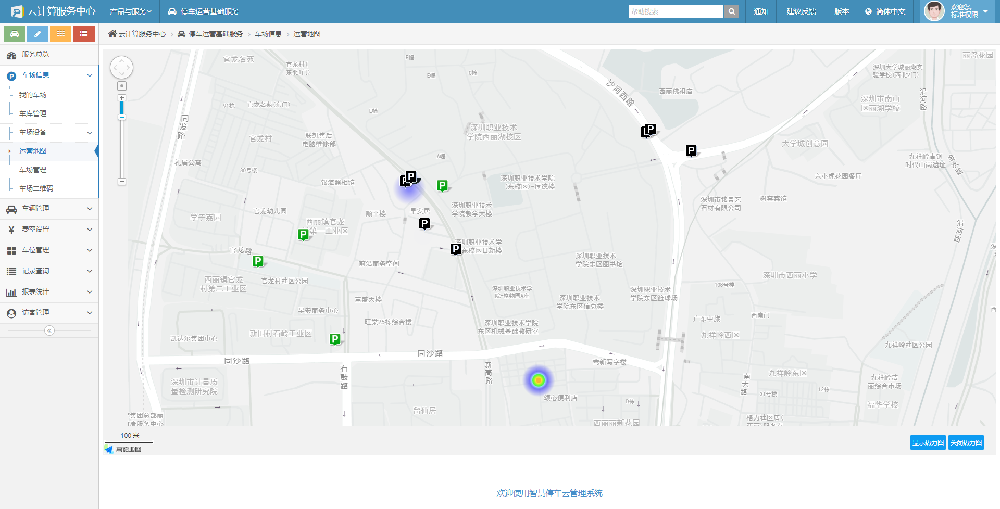 云计算服务中心
产品与服务
停车运营基础服务
帮助搜索
通知
建议反馈
版本
简体中文
欢迎您,
标准权限
云计算服务中心
停车运营基础服务
车场信息
运营地图
服务总览
车场信息
我的车场
车库管理
车场设备
运营地图
车场管理
车场二维码
车辆管理
费率设置
车位管理
记录查询
报表统计
访客管理
官龙名苑
官龙村(
东北1门)
F幢
E幢
C幢
沙河西路
西丽佛祖庙
深圳大学城丽湖实
验学校(西北2门)
丽岛花园
沿河路
深圳市南山
区丽湖学校
91栋
官龙名苑(东门)
E幢
同发路
官龙村
联想售后
电脑维修部
深圳职业技术
学院西丽湖校区
大学城创意园
九祥岭青铜
时代山岗遗址
金水路
礼居公寓
30号楼
A幢
银海照相馆
深圳职业技术学院
(东校区)-厚德楼
六小虎花园餐厅
深圳市铭景艺
石材有限公司
树窑菜馆
学子荔园
官龙幼儿园
西丽镇官龙
村第一工业区
顺平楼
早安居
深圳职业技术
学院教学大楼
沿河路
官龙路
深圳职业技术学
东校区日新楼
前沿商务空间
深圳职业技术
学院东区图书馆
深圳市西丽小学
西丽镇官龙
村第二工业区
官龙村社区公园
富盛大楼
深圳职业技术学
院-格物园A座
深圳职业技术
学院东区信息楼
深圳职业技术
学院东区篮球场
108号楼
早安商务中心
旺棠25栋综合楼
深圳职业技术学院
东区机械基础教研室
广东中旅
西南门
九祥岭西区
新围村石岭工业区
凯达尔集团中心
九祥岭社区公园
同沙路
同沙路
石鼓路
新高路
莺新写字楼
南天路
九祥岭东区
31号楼
12栋
九祥岭洁
丽综合市场
深圳市计量质
量检测研究院
颂心便利店
D栋
福华学校
留仙居
西丽丽新花园
格力社区店(
集团总部丽
康服务中心
100 米
高德地图
显示热力图
关闭热力图
欢迎使用智慧停车云管理系统